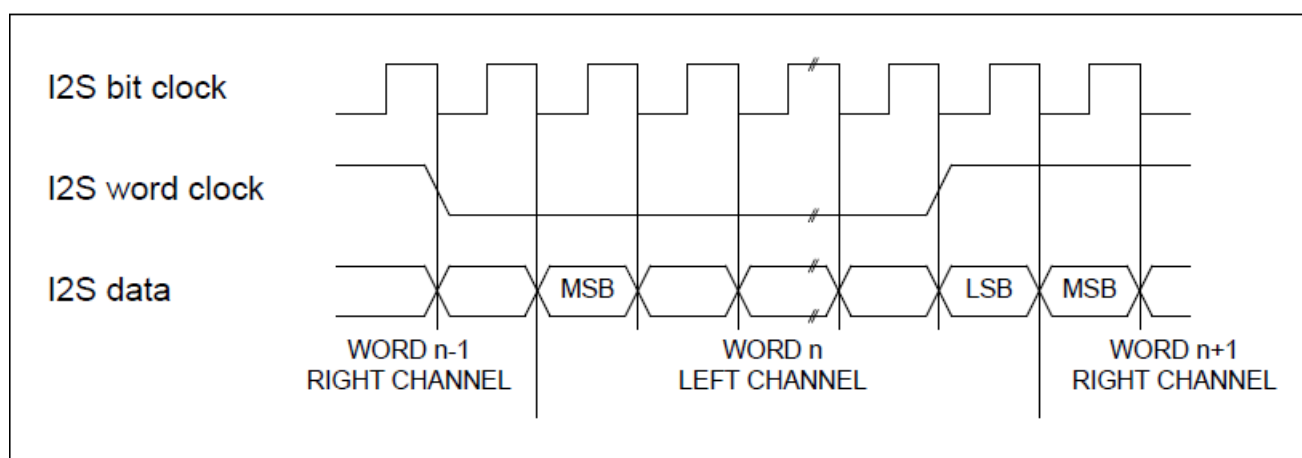 I2S bit clock
I2S word clock
I2S data
MSB
LSB
MSB
WORD n-1
RIGHT CHANNEL
WORD n
LEFT CHANNEL
WORD n+1
RIGHT CHANNEL